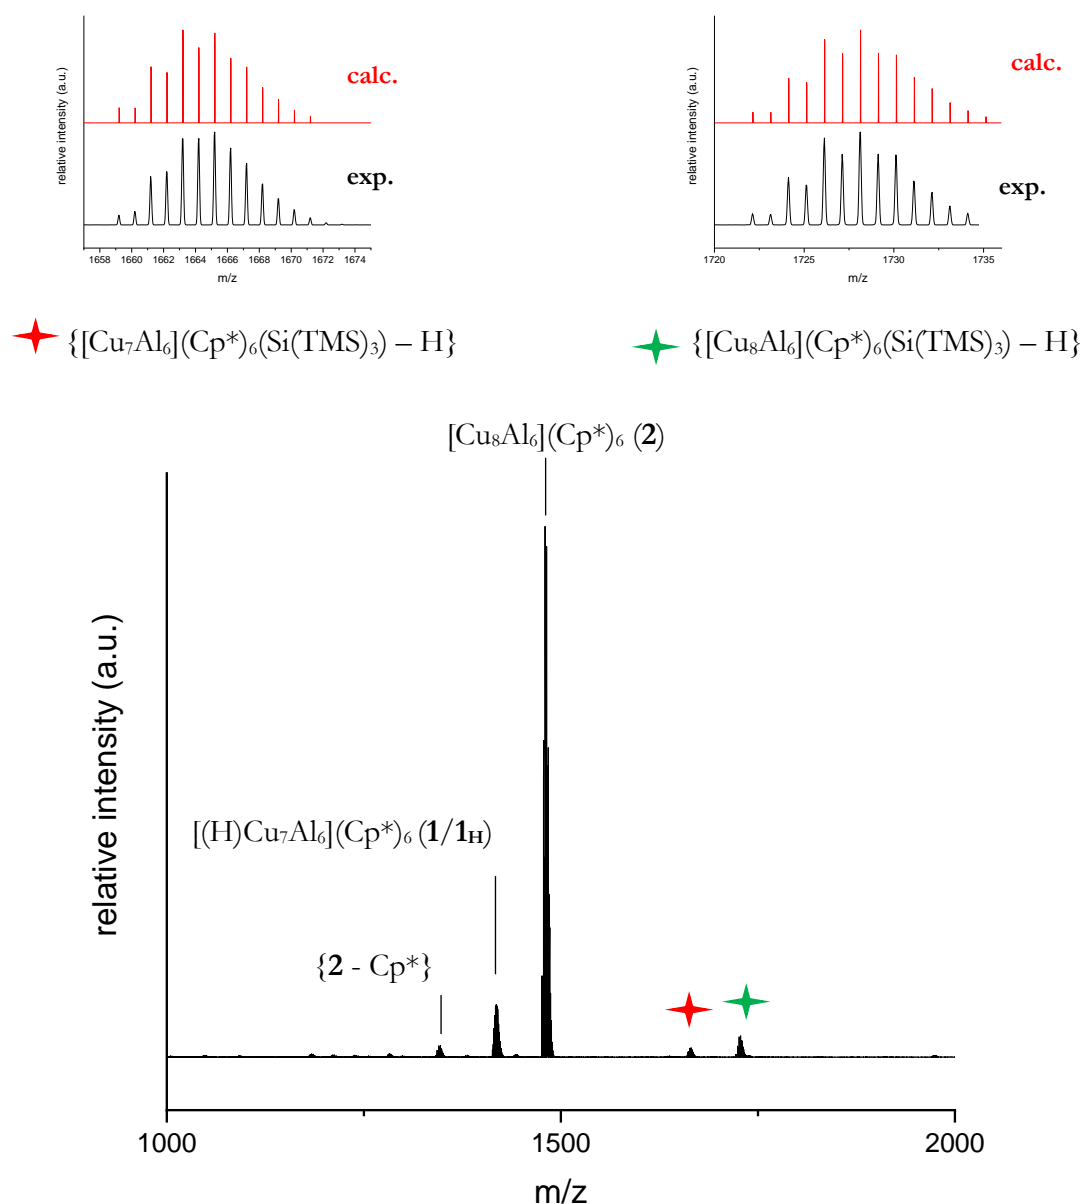 relative intensity (a.u.)
calc.
exp.
1658 1660 1662 1664 1666 1668 1670 1672 1674
m/z
relative intensity (a.u.)
calc.
exp.
1720 1725 1730 1735
m/z
{[Cu₇Al₆](Cp*)₆(Si(TMS)₃) – H}
{[Cu₈Al₆](Cp*)₆(Si(TMS)₃) – H}
[Cu₈Al₆](Cp*)₆ (2)
[(H)Cu₇Al₆](Cp*)₆ (1/1H)
{2 - Cp*}
relative intensity (a.u.)
1000 1500 2000
m/z